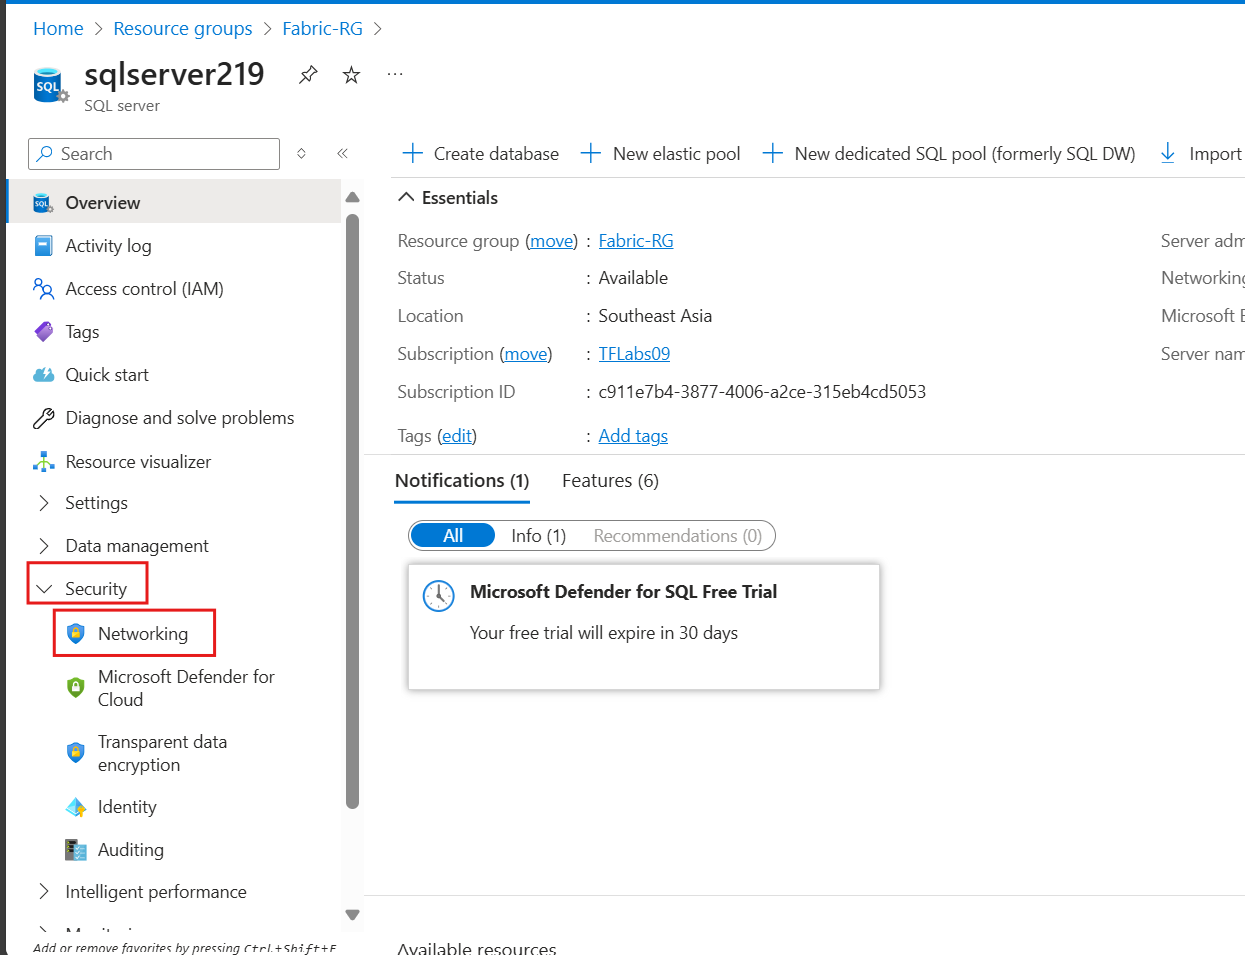 Home > Resource groups > Fabric-RG >
sqlserver219
SQL server
Search
Create database
New elastic pool
New dedicated SQL pool (formerly SQL DW)
Import
Overview
Activity log
Access control (IAM)
Tags
Quick start
Diagnose and solve problems
Resource visualizer
Settings
Data management
Security
Networking
Microsoft Defender for
Cloud
Transparent data
encryption
Identity
Auditing
Intelligent performance
Add or remove favorites by pressing Ctrl+Shift+F
Essentials
Resource group (move) : Fabric-RG
Status : Available
Location : Southeast Asia
Subscription (move) : TFLabs09
Subscription ID : c911e7b4-3877-4006-a2ce-315eb4cd5053
Tags (edit) : Add tags
Server adm
Networking
Microsoft E
Server nam
Notifications (1) Features (6)
All Info (1) Recommendations (0)
Microsoft Defender for SQL Free Trial
Your free trial will expire in 30 days
Available resources